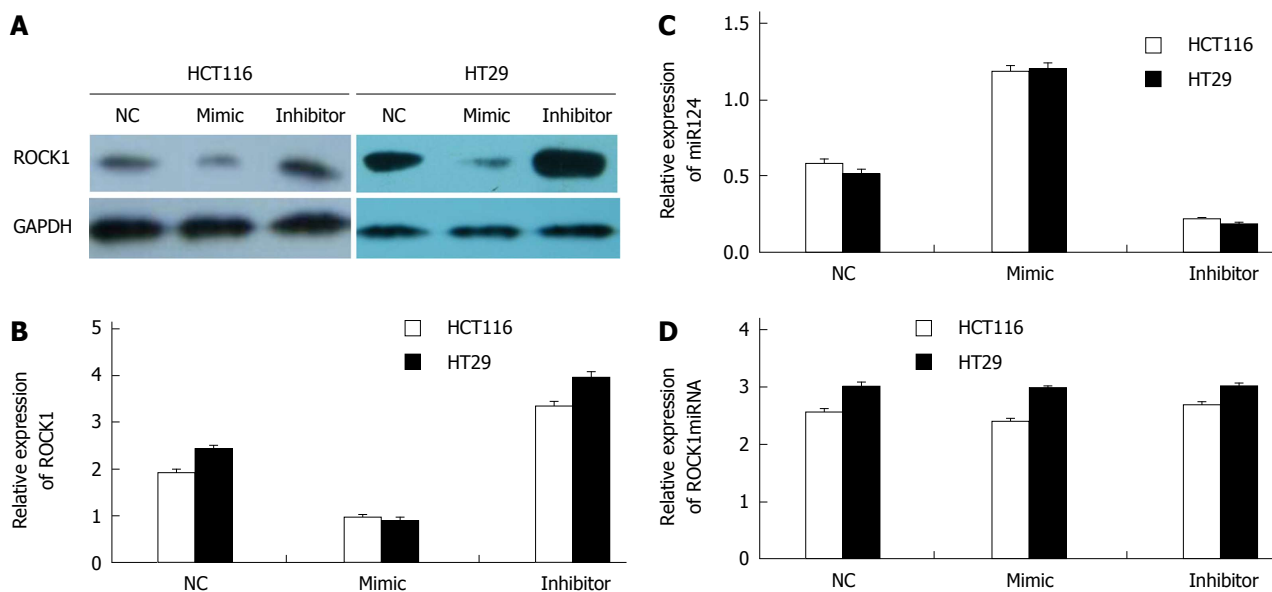 A
HCT116 HT29
NC Mimic Inhibitor NC Mimic Inhibitor
ROCK1
GAPDH
B
Relative expression
of ROCK1
5
4
3
2
1
0
HCT116
HT29
NC Mimic Inhibitor
C
Relative expression
of miR124
1.5
1.0
0.5
0.0
HCT116
HT29
NC Mimic Inhibitor
D
Relative expression
of ROCK1miRNA
4
3
2
1
0
HCT116
HT29
NC Mimic Inhibitor